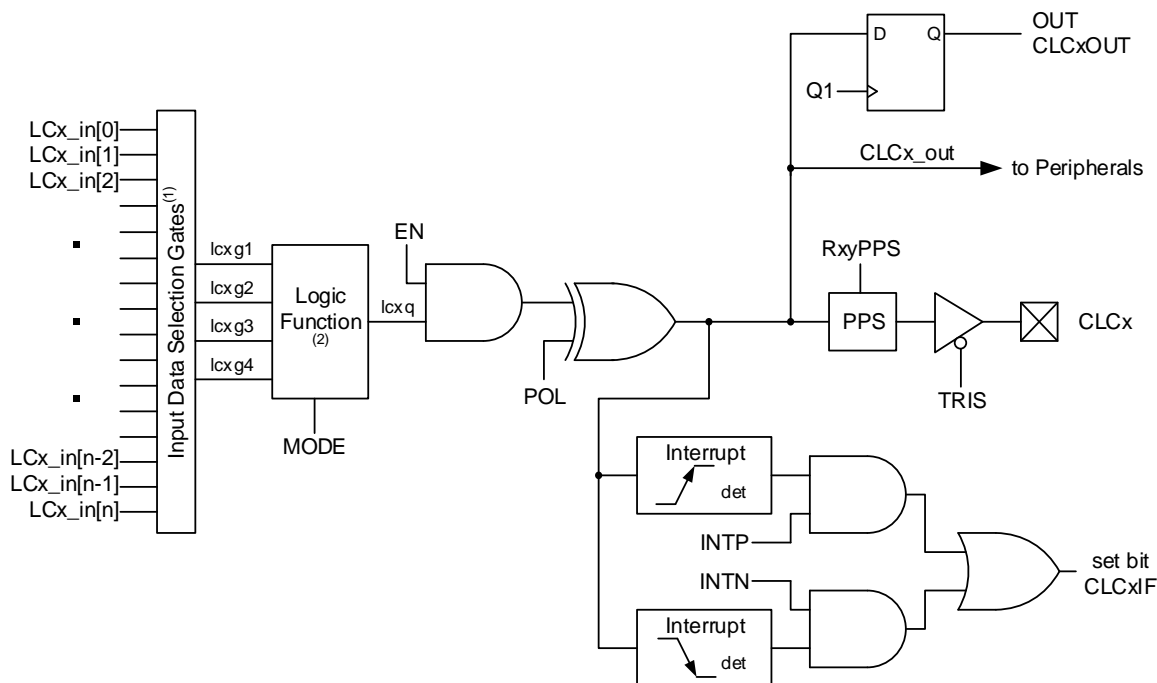 OUT
CLCxOUT
D
Q
Q1
CLCx_out
to Peripherals
LCx_in[0]
LCx_in[1]
LCx_in[2]
LCx_in[n-2]
LCx_in[n-1]
LCx_in[n]
Input Data Selection Gates(1)
lcxg1
lcxg2
lcxg3
lcxg4
Logic
Function
(2)
MODE
lcxq
EN
POL
RxyPPS
PPS
TRIS
CLCx
Interrupt
det
INTP
INTN
Interrupt
det
set bit
CLCxIF